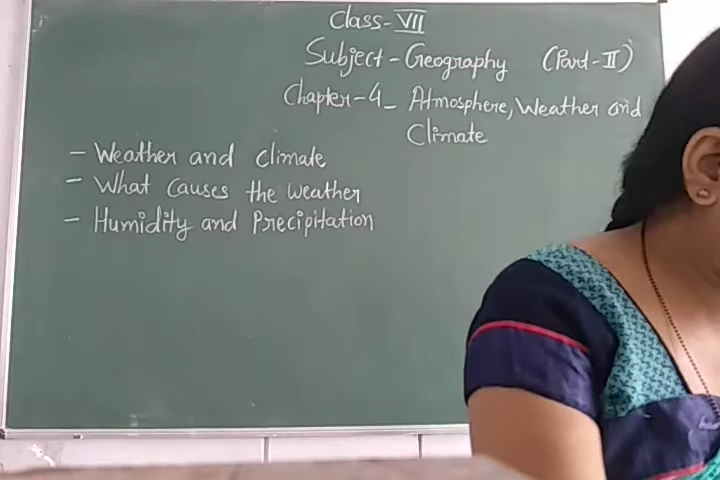 Class-VII
Subject-Geography (Part-II)
Chapter-4- Atmosphere, Weather and
Climate
- Weather and climate
- What causes the weather
- Humidity and Precipitation